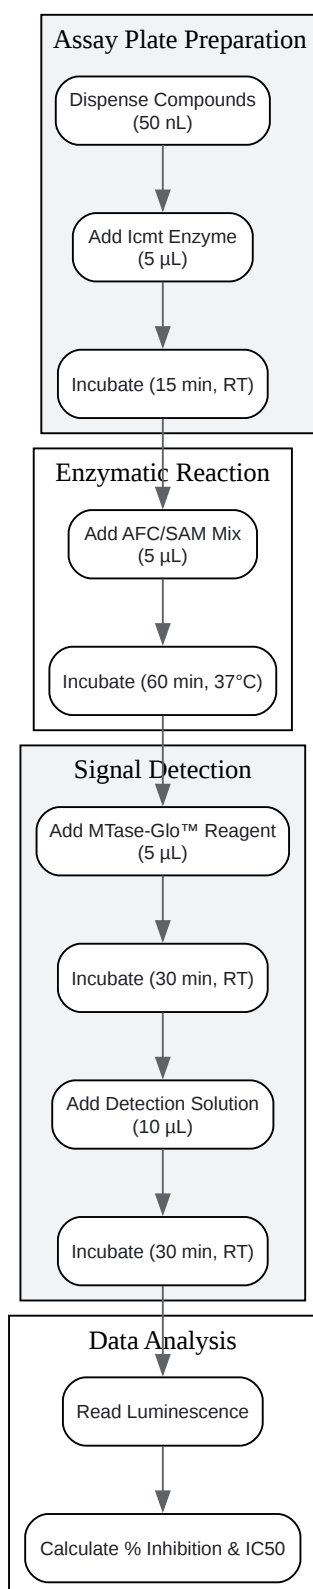 Assay Plate Preparation
Dispense Compounds
(50 nL)
Add Icmt Enzyme
(5 µL)
Incubate (15 min, RT)
Enzymatic Reaction
Add AFC/SAM Mix
(5 µL)
Incubate (60 min, 37°C)
Signal Detection
Add MTase-Glo™ Reagent
(5 µL)
Incubate (30 min, RT)
Add Detection Solution
(10 µL)
Incubate (30 min, RT)
Data Analysis
Read Luminescence
Calculate % Inhibition & IC50